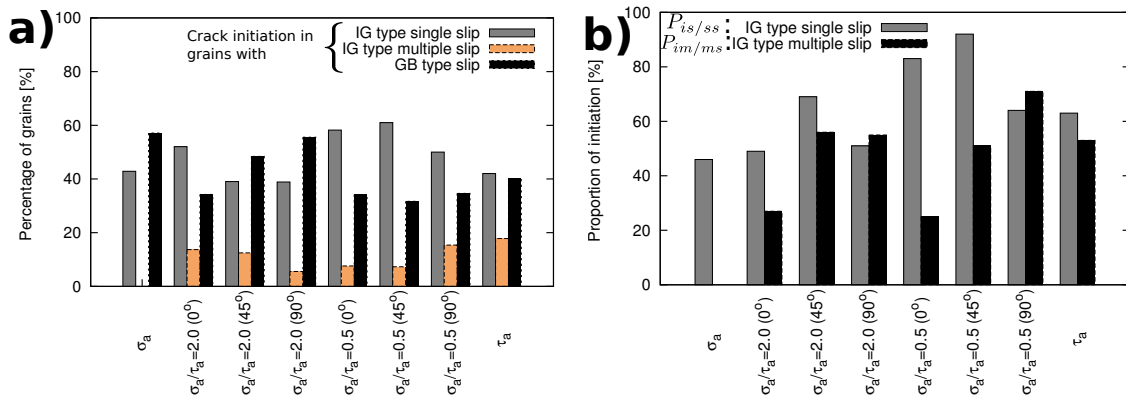 a)
Percentage of grains [%]
100
80
60
40
20
0
Crack initiation in
grains with
IG type single slip
IG type multiple slip
GB type slip
σa
σa/τa=2.0 (0°)
σa/τa=2.0 (45°)
σa/τa=2.0 (90°)
σa/τa=0.5 (0°)
σa/τa=0.5 (45°)
σa/τa=0.5 (90°)
τa
b)
Proportion of initiation [%]
100
80
60
40
20
0
Pis/ss : IG type single slip
Pim/ms : IG type multiple slip
σa
σa/τa=2.0 (0°)
σa/τa=2.0 (45°)
σa/τa=2.0 (90°)
σa/τa=0.5 (0°)
σa/τa=0.5 (45°)
σa/τa=0.5 (90°)
τa